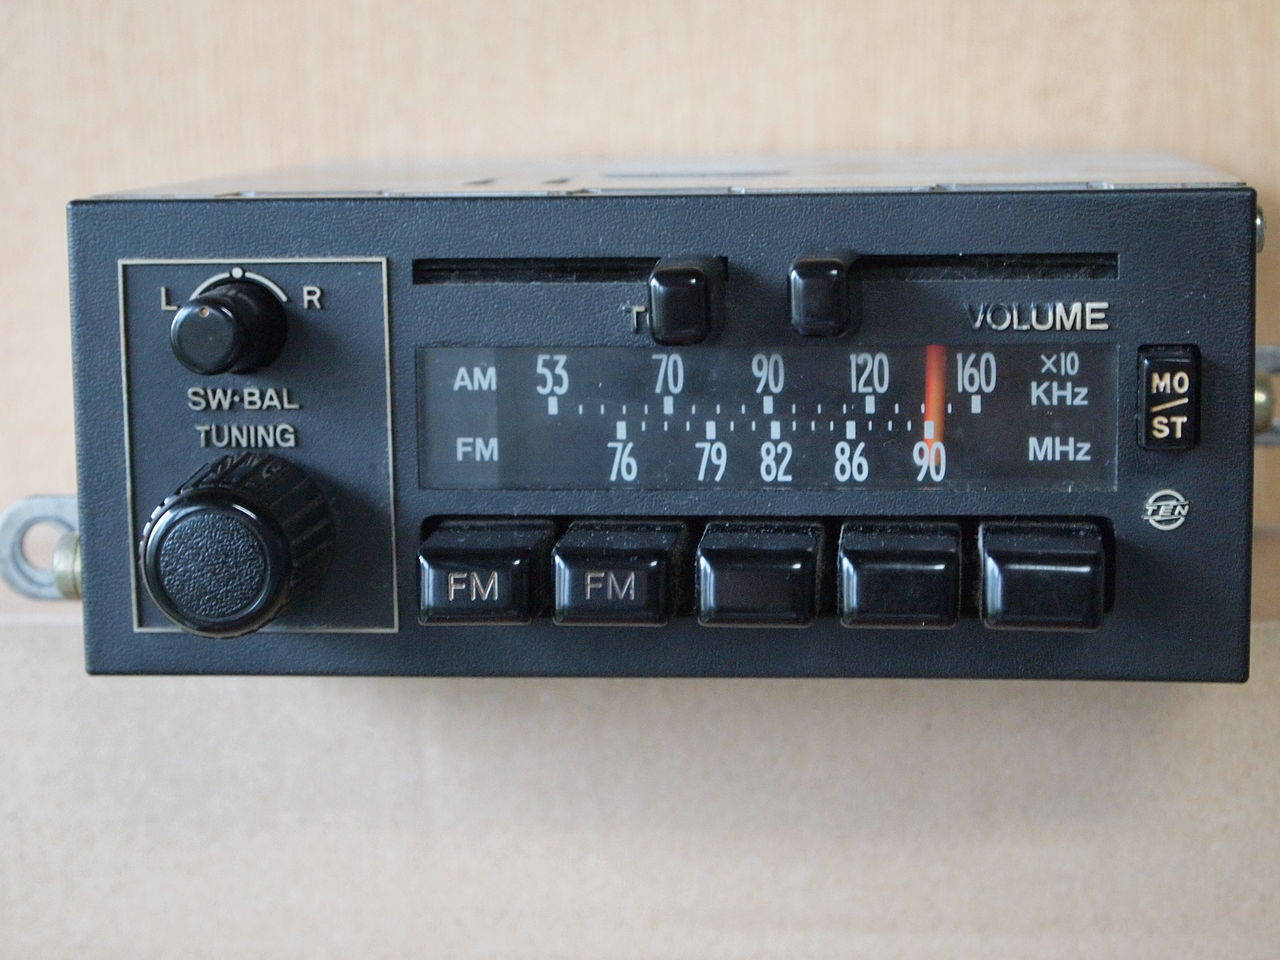 L R
SW•BAL
TUNING
VOLUME
AM 53 70 90 120 160 ×10 KHz
FM 76 79 82 86 90 MHz
MO/ST
TEN
FM FM